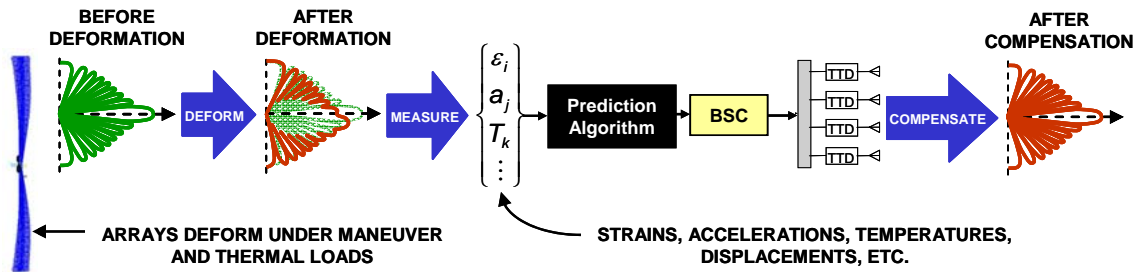 BEFORE
DEFORMATION
AFTER
DEFORMATION
AFTER
COMPENSATION
DEFORM
MEASURE
ε_i
a_j
T_k
⋮
Prediction
Algorithm
BSC
TTD
TTD
TTD
TTD
COMPENSATE
ARRAYS DEFORM UNDER MANEUVER
AND THERMAL LOADS
STRAINS, ACCELERATIONS, TEMPERATURES,
DISPLACEMENTS, ETC.